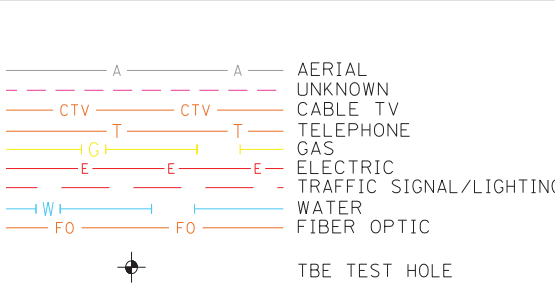 A A AERIAL
UNKNOWN
CTV CTV CABLE TV
T T TELEPHONE
G GAS
E E E ELECTRIC
TRAFFIC SIGNAL/LIGHTING
W WATER
FO FO FIBER OPTIC
TBE TEST HOLE